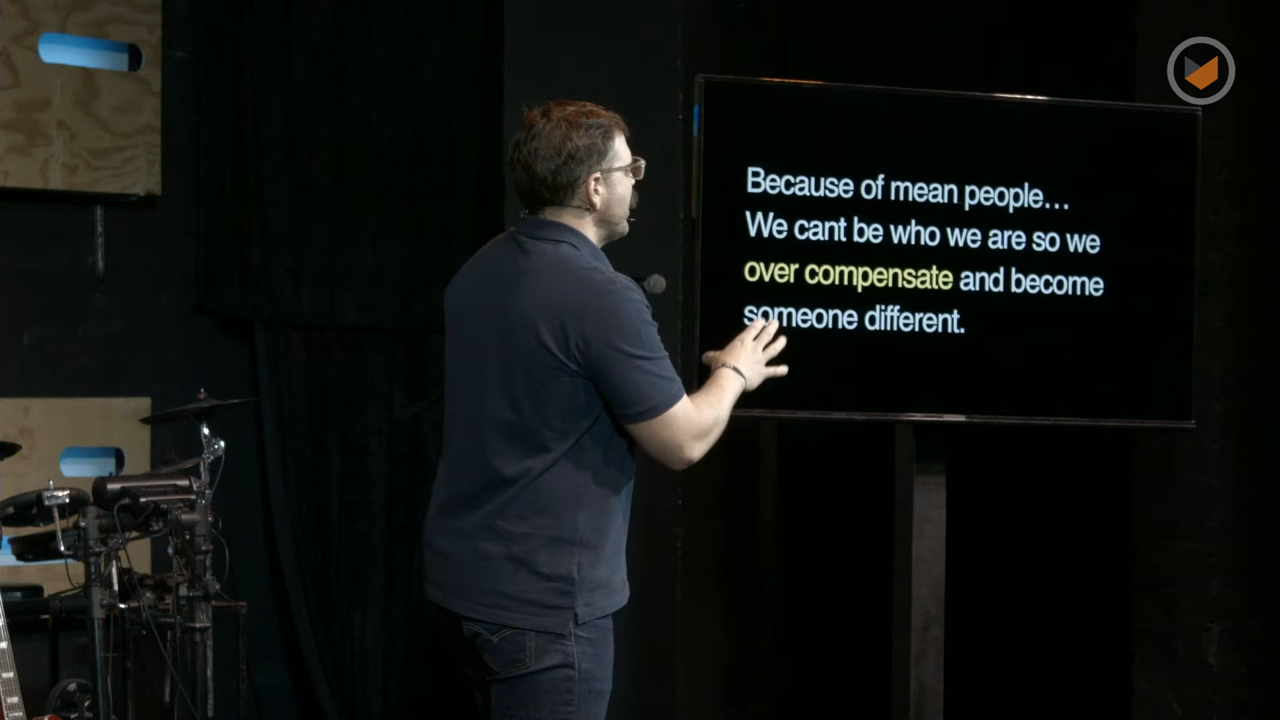 Because of mean people…
We cant be who we are so we
over compensate and become
someone different.